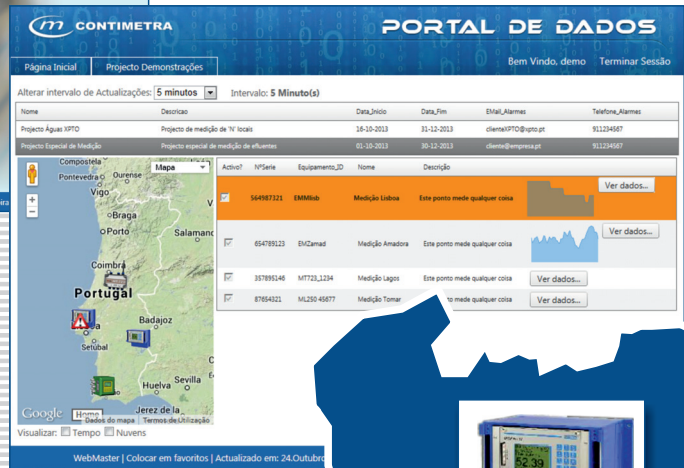 CONTIMETRA
PORTAL DE DADOS
Página Inicial Projecto Demonstrações
Bem Vindo, demo Terminar Sessão
Alterar intervalo de Actualizações: 5 minutos Intervalo: 5 Minuto(s)
Nome Descricao Data_Início Data_Fim EMail_Alarmes Telefone_Alarmes
Projecto Águas XPTO Projecto de medição de 'N' locais 16-10-2013 31-12-2013 clienteXPTO@xpto.pt 911234567
Projecto Especial de Medição Projecto especial de medição de efluentes 01-10-2013 30-12-2013 cliente@empresa.pt 911234567
Compostela
Pontevedra Ourense
Vigo
Mapa
Braga
Porto
Salamanc
Coimbra
Portugal
Badajoz
Setúbal
Huelva Sevilla
Jerez de la
Google
Home
Dados do mapa Termos de Utilização
Activo? NºSerie Equipamento_ID Nome Descrição
564987321 EMMlisb Medição Lisboa Este ponto mede qualquer coisa Ver dados...
654789123 EMZamad Medição Amadora Este ponto mede qualquer coisa Ver dados...
357895146 MT723_1234 Medição Lagos Este ponto mede qualquer coisa Ver dados...
87654321 ML250 45677 Medição Tomar Este ponto mede qualquer coisa Ver dados...
Visualizar: Tempo Nuvens
WebMaster | Colocar em favoritos | Actualizado em: 24.Outubro
52.39